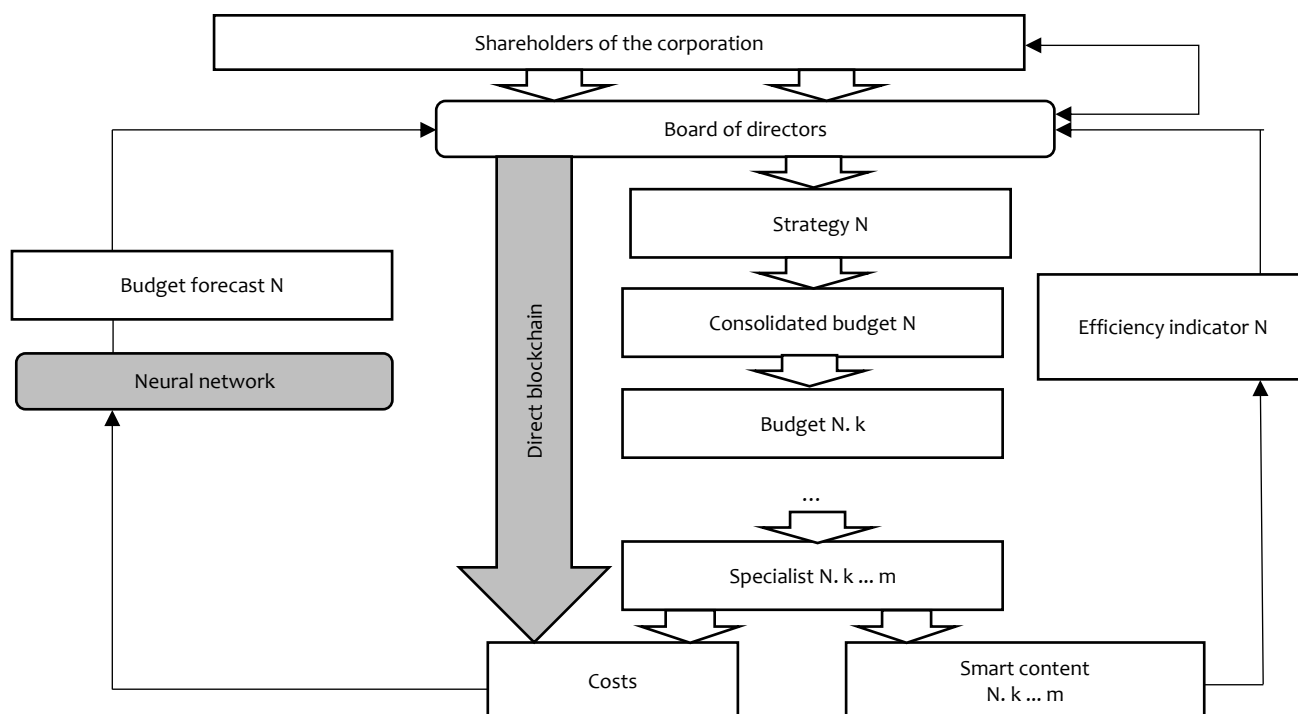 Shareholders of the corporation
Board of directors
Strategy N
Budget forecast N
Consolidated budget N
Efficiency indicator N
Neural network
Direct blockchain
Budget N. k
...
Specialist N. k ... m
Costs
Smart content
N. k ... m